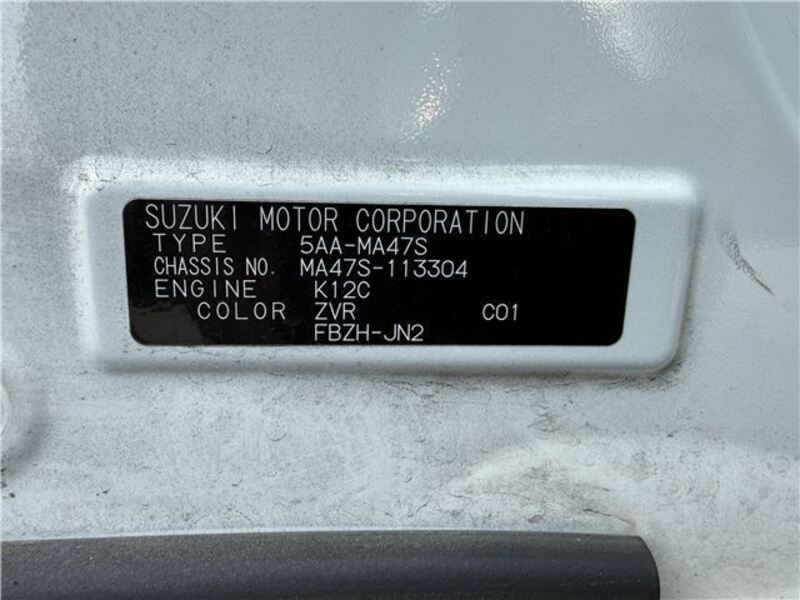 SUZUKI MOTOR CORPORATION
TYPE 5AA-MA47S
CHASSIS NO. MA47S-113304
ENGINE K12C
COLOR ZVR C01
FBZH-JN2